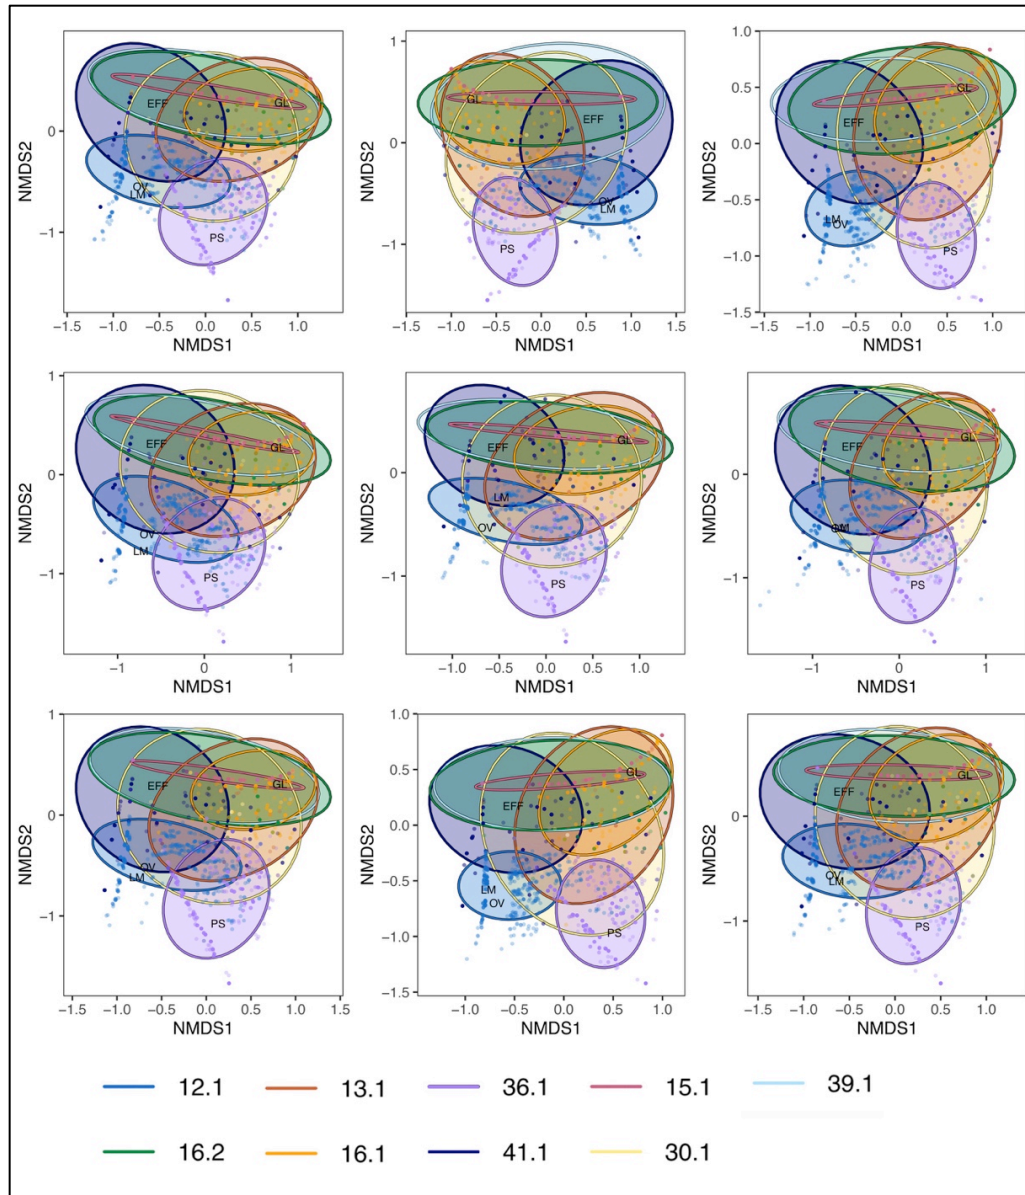 NMDS2
0
−1
EFF
GL
OV
LM
PS
−1.5 −1.0 −0.5 0.0 0.5 1.0
NMDS1
NMDS2
1
0
−1
GL
EFF
OV
LM
PS
−1.0 −0.5 0.0 0.5 1.0 1.5
NMDS1
NMDS2
1.0
0.5
0.0
−0.5
−1.0
−1.5
GL
EFF
LM
OV
PS
−1.5 −1.0 −0.5 0.0 0.5 1.0
NMDS1
NMDS2
1
0
−1
EFF
GL
OV
LM
PS
−1 0 1
NMDS1
NMDS2
0
−1
EFF
GL
LM
OV
PS
−1.0 −0.5 0.0 0.5 1.0
NMDS1
NMDS2
0
−1
EFF
GL
PS
−1 0 1
NMDS1
NMDS2
1
0
−1
EFF
GL
OV
LM
PS
−1.5 −1.0 −0.5 0.0 0.5 1.0 1.5
NMDS1
NMDS2
1.0
0.5
0.0
−0.5
−1.0
−1.5
GL
EFF
LM
OV
PS
−1.0 −0.5 0.0 0.5 1.0
NMDS1
NMDS2
0
−1
GL
EFF
OV
LM
PS
−1.5 −1.0 −0.5 0.0 0.5 1.0
NMDS1
12.1 13.1 36.1 15.1 39.1
16.2 16.1 41.1 30.1